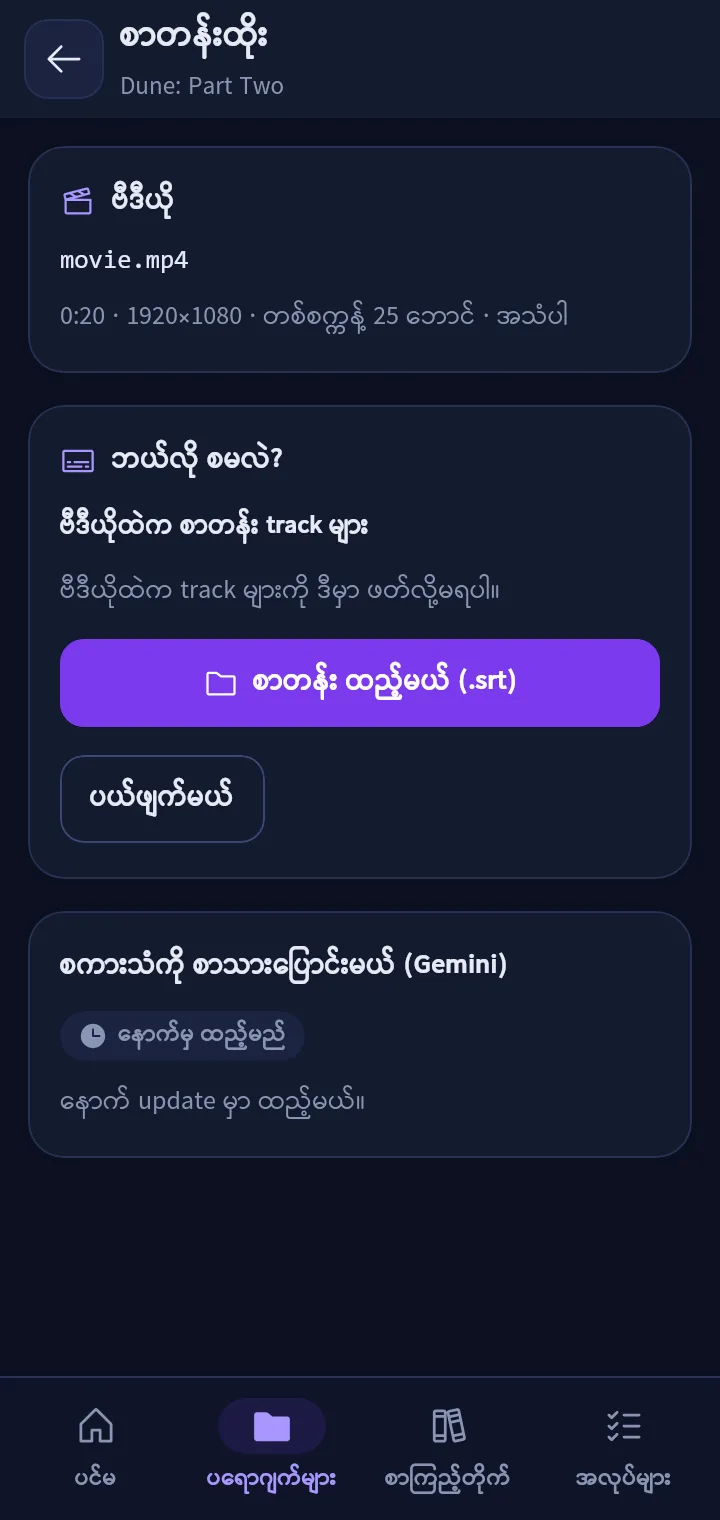 စာတန်းထိုး
Dune: Part Two
ဗီဒီယို
movie.mp4
0:20 · 1920×1080 · တစ်စက္ကန့် 25 ဘောင် · အသံပါ
ဘယ်လို စမလဲ?
ဗီဒီယိုထဲက စာတန်း track များ
ဗီဒီယိုထဲက track များကို ဒီမှာ ဖတ်လို့မရပါ။
စာတန်း ထည့်မယ် (.srt)
ပယ်ဖျက်မယ်
စကားသံကို စာသားပြောင်းမယ် (Gemini)
နောက်မှ ထည့်မည်
နောက် update မှာ ထည့်မယ်။
ပင်မ
ပရောဂျက်များ
စာကြည့်တိုက်
အလုပ်များ